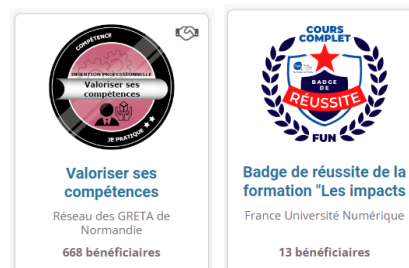 COMPÉTENCE
INSERTION PROFESSIONNELLE
Valoriser ses
compétences
JE PRATIQUE ★★
Valoriser ses
compétences
Réseau des GRETA de
Normandie
668 bénéficiaires
COURS
COMPLET
BADGE
DE
RÉUSSITE
FUN
Badge de réussite de la
formation "Les impacts
France Université Numérique
13 bénéficiaires